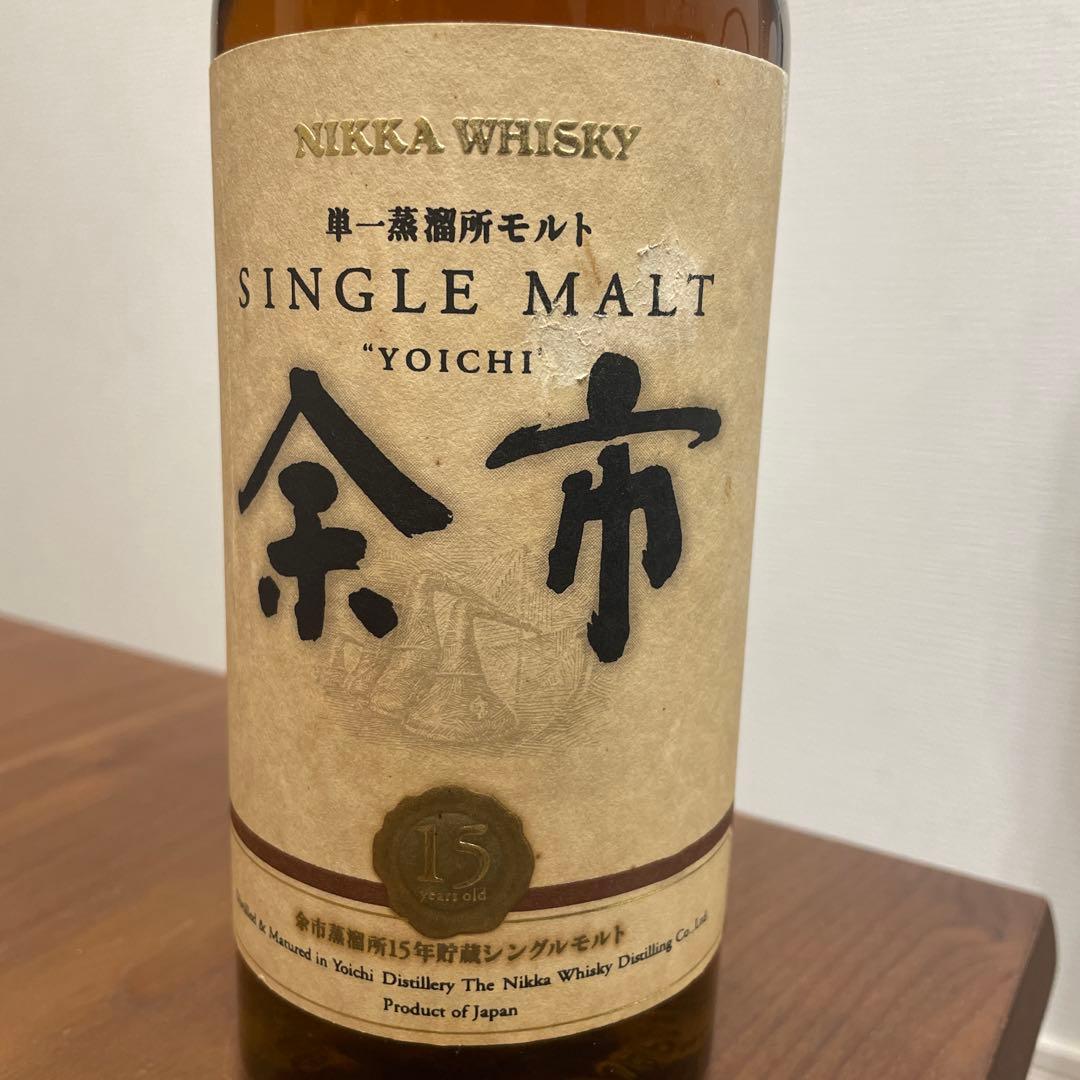 NIKKA WHISKY
単一蒸溜所モルト
SINGLE MALT
“YOICHI”
余市
15
years old
余市蒸溜所15年貯蔵シングルモルト
Distilled & Matured in Yoichi Distillery The Nikka Whisky Distilling Co.,Ltd.
Product of Japan